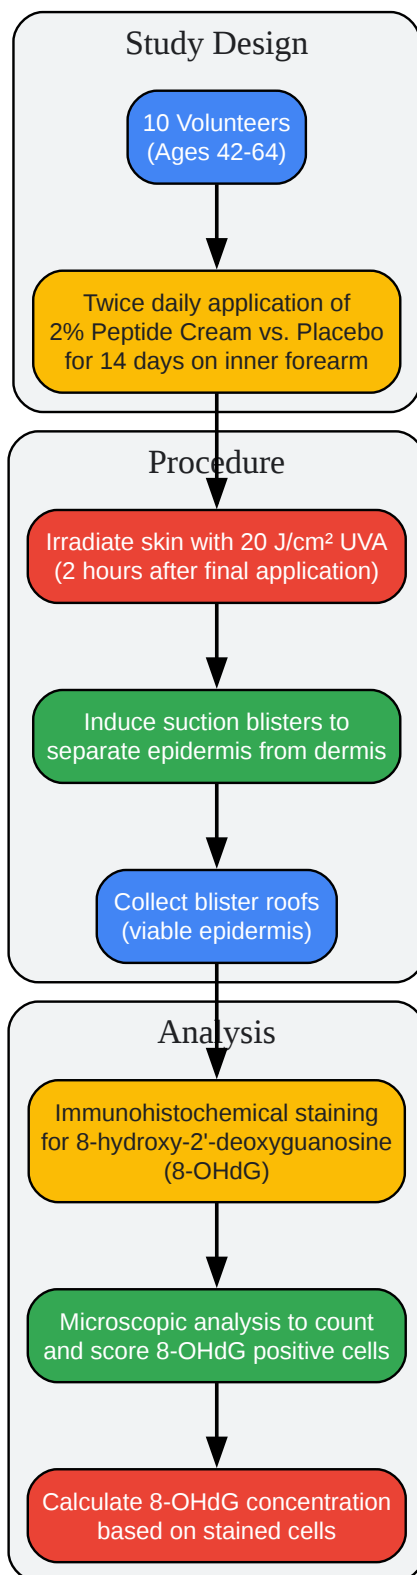 Study Design
10 Volunteers
(Ages 42-64)
Twice daily application of
2% Peptide Cream vs. Placebo
for 14 days on inner forearm
Procedure
Irradiate skin with 20 J/cm² UVA
(2 hours after final application)
Induce suction blisters to
separate epidermis from dermis
Collect blister roofs
(viable epidermis)
Analysis
Immunohistochemical staining
for 8-hydroxy-2'-deoxyguanosine
(8-OHdG)
Microscopic analysis to count
and score 8-OHdG positive cells
Calculate 8-OHdG concentration
based on stained cells